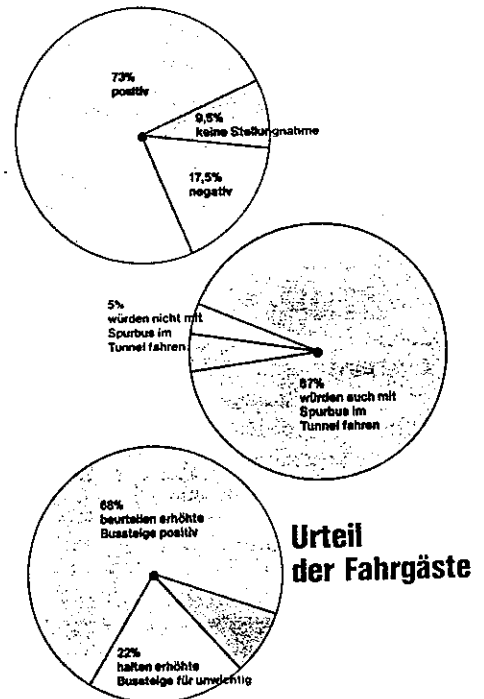 73%
positiv
9,5%
keine Stellungnahme
17,5%
negativ
5%
würden nicht mit
Spurbus im
Tunnel fahren
87%
würden auch mit
Spurbus im
Tunnel fahren
68%
beurteilen erhöhte
Bussteige positiv
22%
halten erhöhte
Bussteige für unwichtig
Urteil
der Fahrgäste